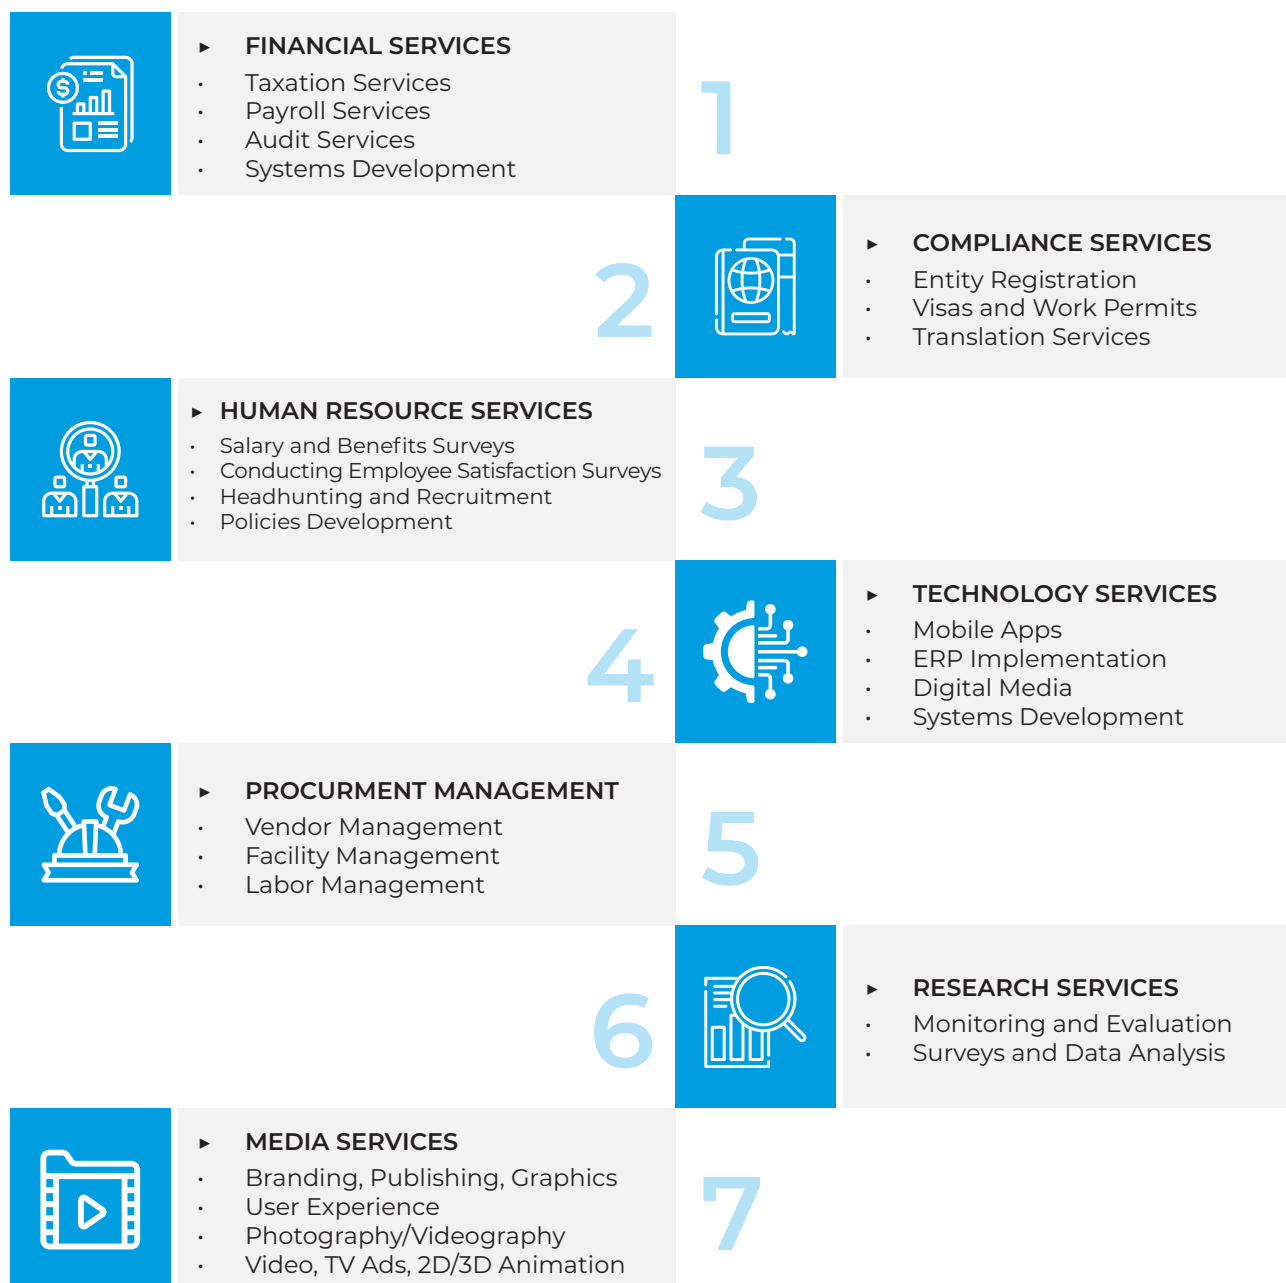 ► FINANCIAL SERVICES
• Taxation Services
• Payroll Services
• Audit Services
• Systems Development
1
2
► COMPLIANCE SERVICES
• Entity Registration
• Visas and Work Permits
• Translation Services
► HUMAN RESOURCE SERVICES
• Salary and Benefits Surveys
• Conducting Employee Satisfaction Surveys
• Headhunting and Recruitment
• Policies Development
3
4
► TECHNOLOGY SERVICES
• Mobile Apps
• ERP Implementation
• Digital Media
• Systems Development
► PROCURMENT MANAGEMENT
• Vendor Management
• Facility Management
• Labor Management
5
6
► RESEARCH SERVICES
• Monitoring and Evaluation
• Surveys and Data Analysis
► MEDIA SERVICES
• Branding, Publishing, Graphics
• User Experience
• Photography/Videography
• Video, TV Ads, 2D/3D Animation
7